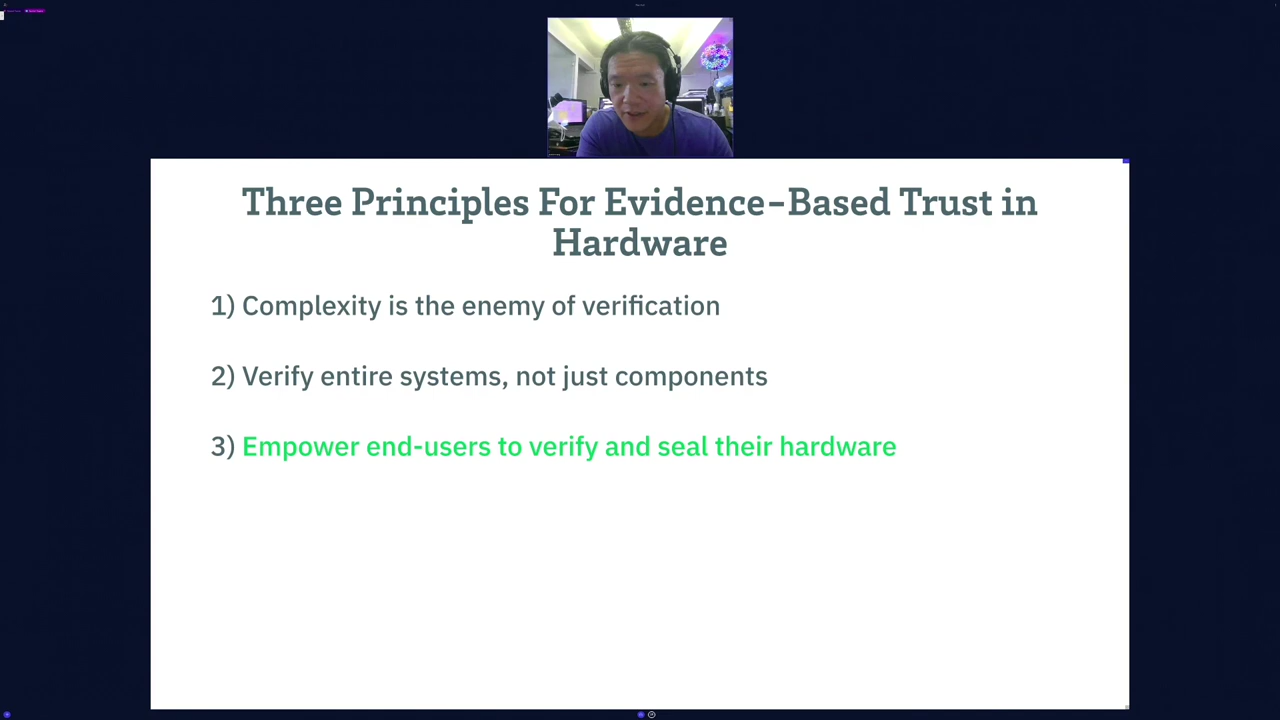 Three Principles For Evidence-Based Trust in
Hardware
1) Complexity is the enemy of verification
2) Verify entire systems, not just components
3) Empower end-users to verify and seal their hardware